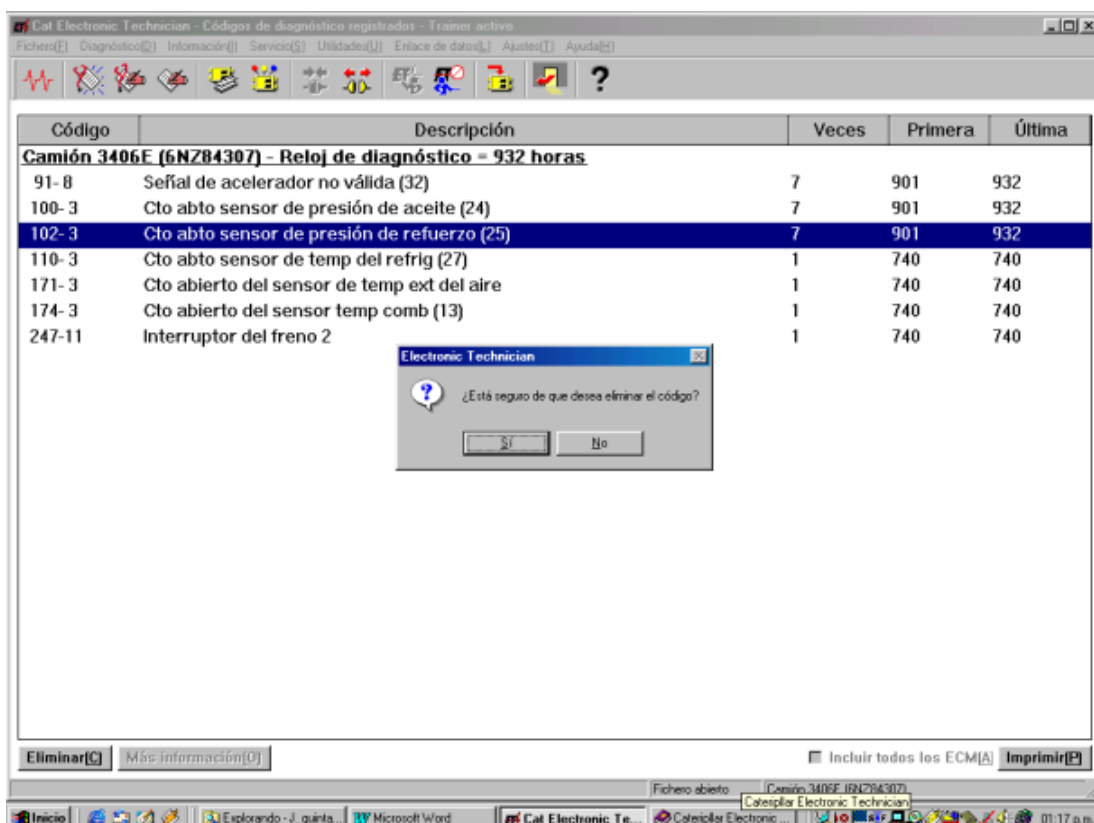 Cat Electronic Technician - Códigos de diagnóstico registrados - Trainer activo
Fichero(F) Diagnóstico(D) Información(I) Servicio(S) Utilidades(U) Enlace de datos(L) Ajustes(T) Ayuda(H)
Código Descripción Veces Primera Última
Camión 3406E (6NZ84307) - Reloj de diagnóstico = 932 horas
91- 8 Señal de acelerador no válida (32) 7 901 932
100- 3 Cto abto sensor de presión de aceite (24) 7 901 932
102- 3 Cto abto sensor de presión de refuerzo (25) 7 901 932
110- 3 Cto abto sensor de temp del refrig (27) 1 740 740
171- 3 Cto abierto del sensor de temp ext del aire 1 740 740
174- 3 Cto abierto del sensor temp comb (13) 1 740 740
247-11 Interruptor del freno 2 1 740 740
Electronic Technician
¿Está seguro de que desea eliminar el código?
Sí No
Eliminar(C) Más información(O) Incluir todos los ECM(A) Imprimir(P)
Fichero abierto Camión 3406E (6NZ84307)
Caterpillar Electronic Technician
Inicio Explorando - J_quinta... Microsoft Word Cat Electronic Te... Caterpillar Electronic ... 01:17 p.m.